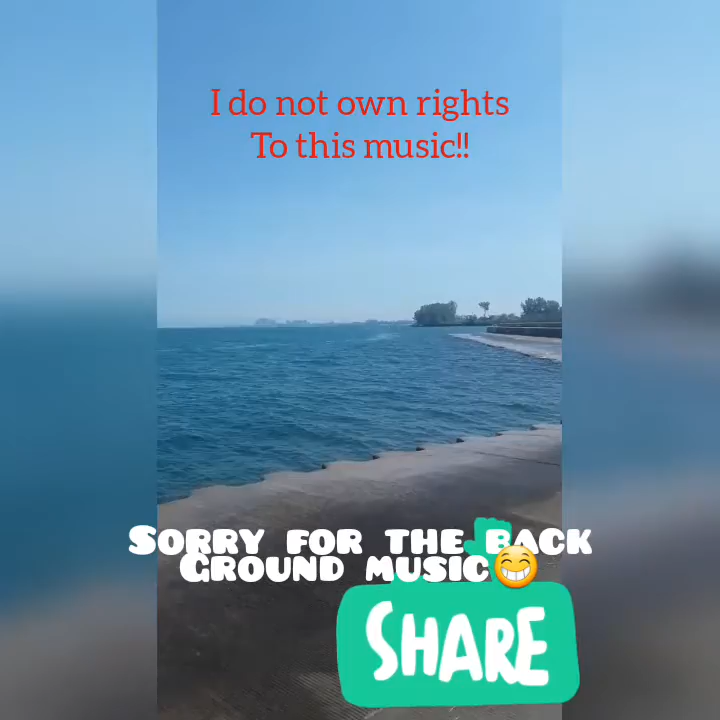 I do not own rights
To this music!!
Sorry for the back
Ground music😁
SHARE